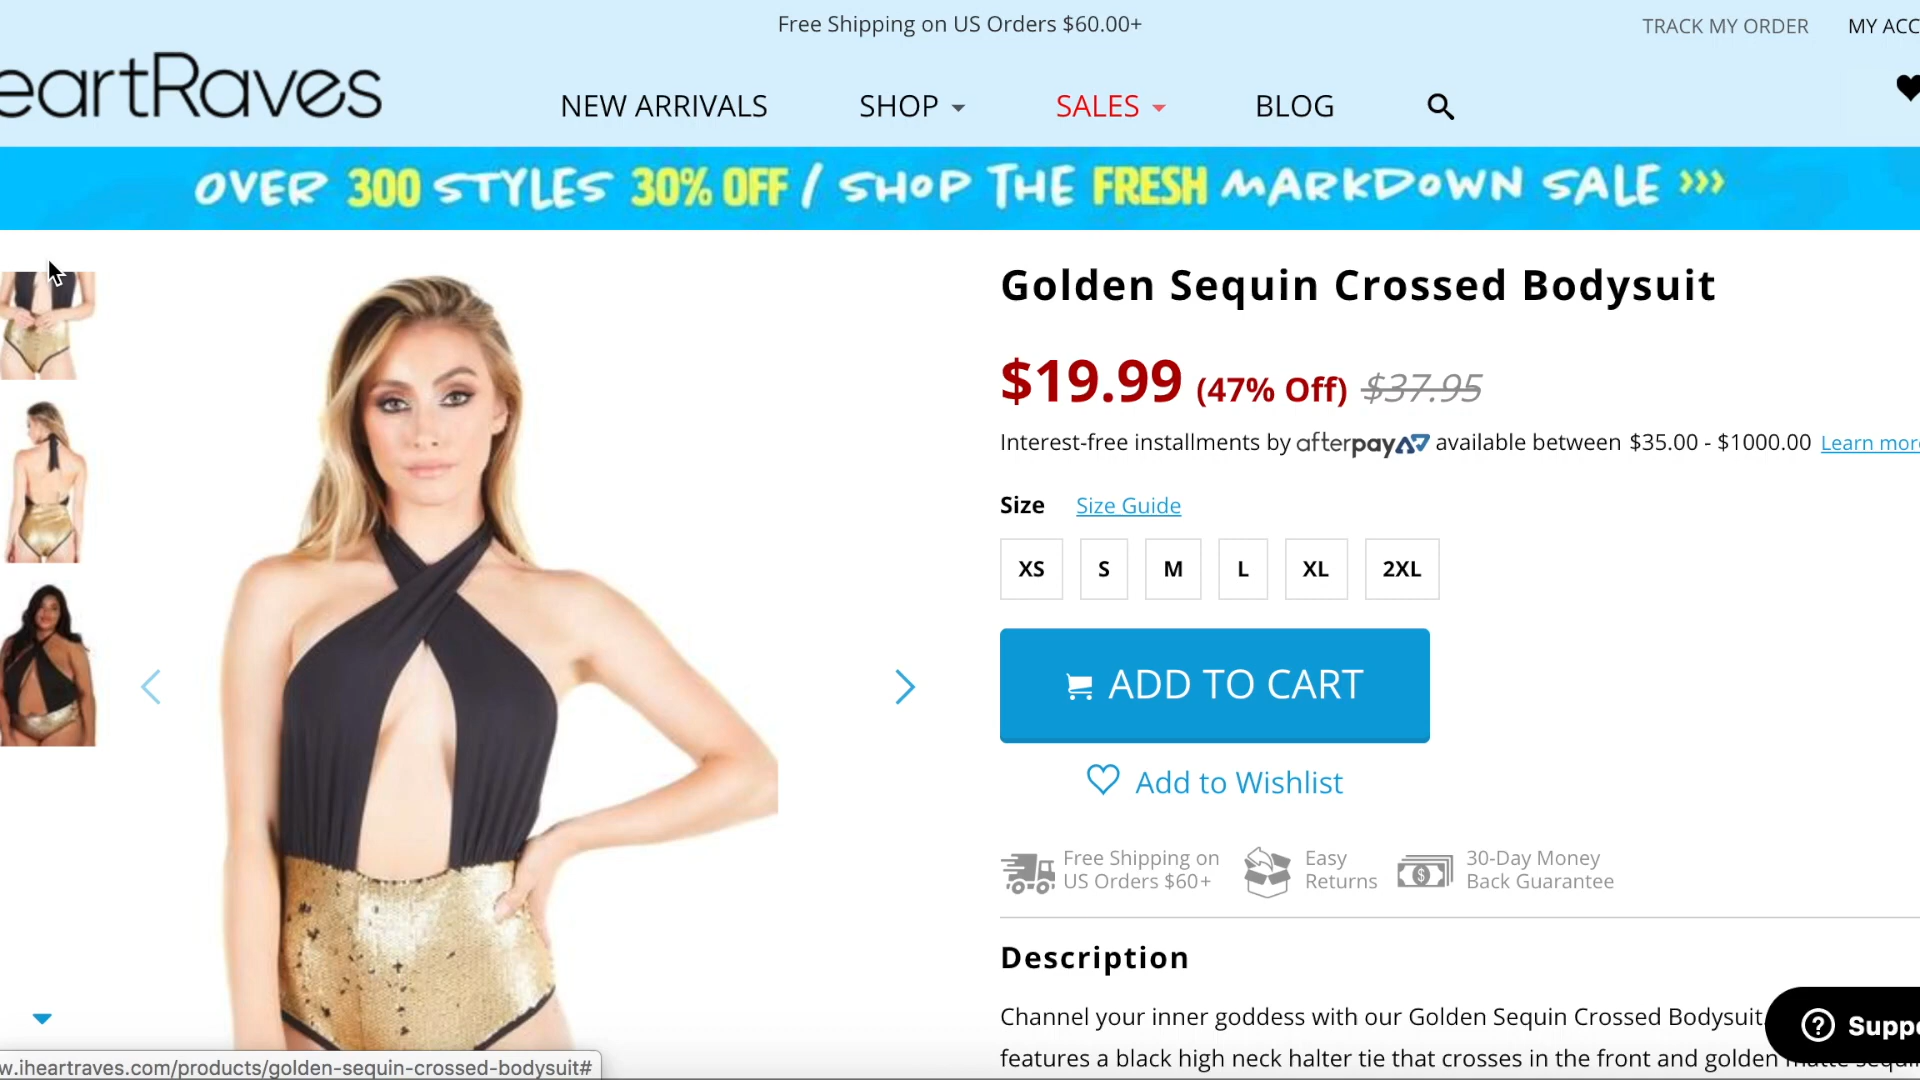 Free Shipping on US Orders $60.00+
TRACK MY ORDER
MY ACC
eartRaves
NEW ARRIVALS
SHOP
SALES
BLOG
OVER 300 STYLES 30% OFF / SHOP THE FRESH MARKDOWN SALE >>>
Golden Sequin Crossed Bodysuit
$19.99 (47% Off) $37.95
Interest-free installments by afterpay available between $35.00 - $1000.00 Learn more
Size Size Guide
XS S M L XL 2XL
ADD TO CART
Add to Wishlist
Free Shipping on
US Orders $60+
Easy
Returns
30-Day Money
Back Guarantee
Description
Channel your inner goddess with our Golden Sequin Crossed Bodysuit.
features a black high neck halter tie that crosses in the front and golden matte sequin
Suppo
w.iheartraves.com/products/golden-sequin-crossed-bodysuit#